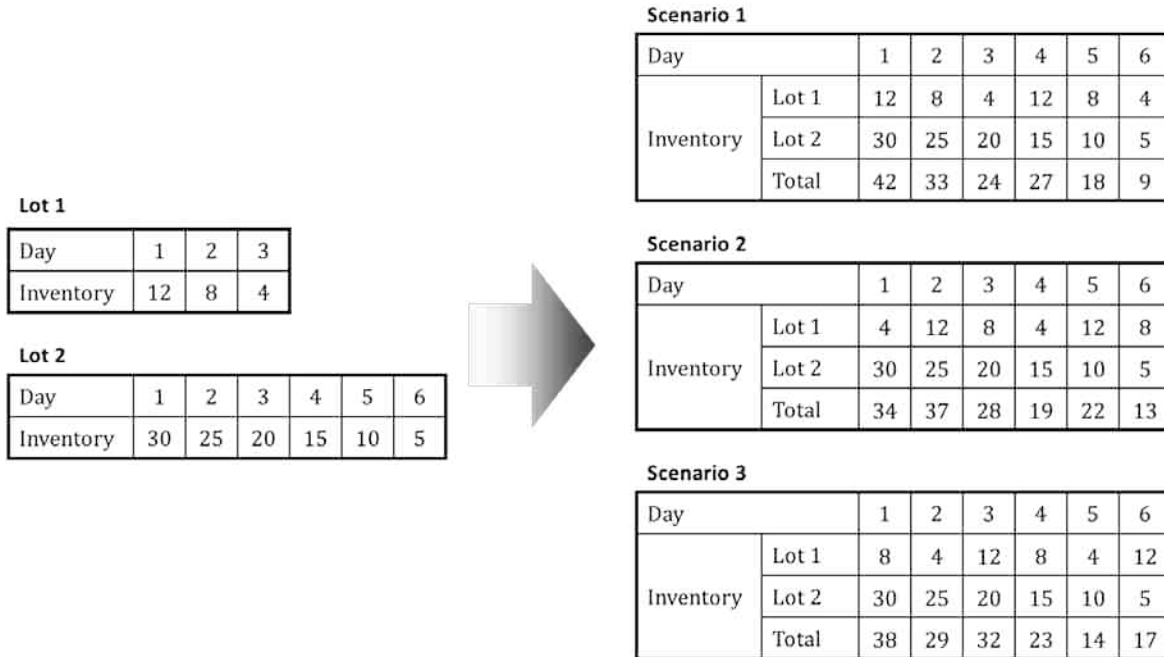 Lot 1
Day 1 2 3
Inventory 12 8 4
Lot 2
Day 1 2 3 4 5 6
Inventory 30 25 20 15 10 5
Scenario 1
Day 1 2 3 4 5 6
Lot 1 12 8 4 12 8 4
Inventory Lot 2 30 25 20 15 10 5
Total 42 33 24 27 18 9
Scenario 2
Day 1 2 3 4 5 6
Lot 1 4 12 8 4 12 8
Inventory Lot 2 30 25 20 15 10 5
Total 34 37 28 19 22 13
Scenario 3
Day 1 2 3 4 5 6
Lot 1 8 4 12 8 4 12
Inventory Lot 2 30 25 20 15 10 5
Total 38 29 32 23 14 17